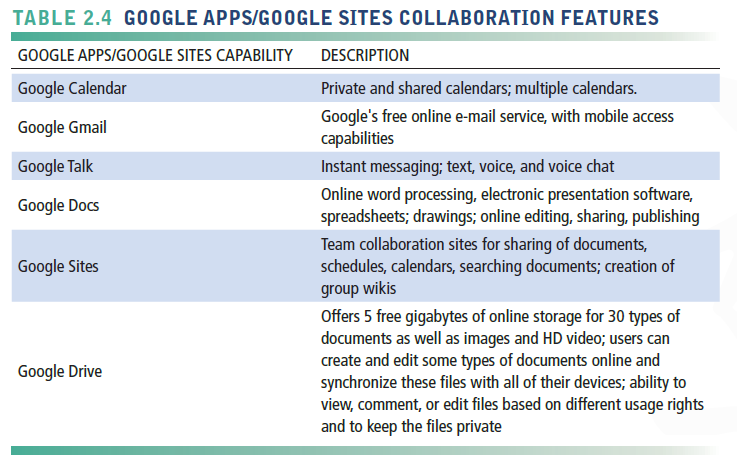 TABLE 2.4 GOOGLE APPS/GOOGLE SITES COLLABORATION FEATURES
GOOGLE APPS/GOOGLE SITES CAPABILITY DESCRIPTION
Google Calendar Private and shared calendars; multiple calendars.
Google Gmail Google's free online e-mail service, with mobile access
capabilities
Google Talk Instant messaging; text, voice, and voice chat
Google Docs Online word processing, electronic presentation software,
spreadsheets; drawings; online editing, sharing, publishing
Google Sites Team collaboration sites for sharing of documents,
schedules, calendars, searching documents; creation of
group wikis
Google Drive Offers 5 free gigabytes of online storage for 30 types of
documents as well as images and HD video; users can
create and edit some types of documents online and
synchronize these files with all of their devices; ability to
view, comment, or edit files based on different usage rights
and to keep the files private